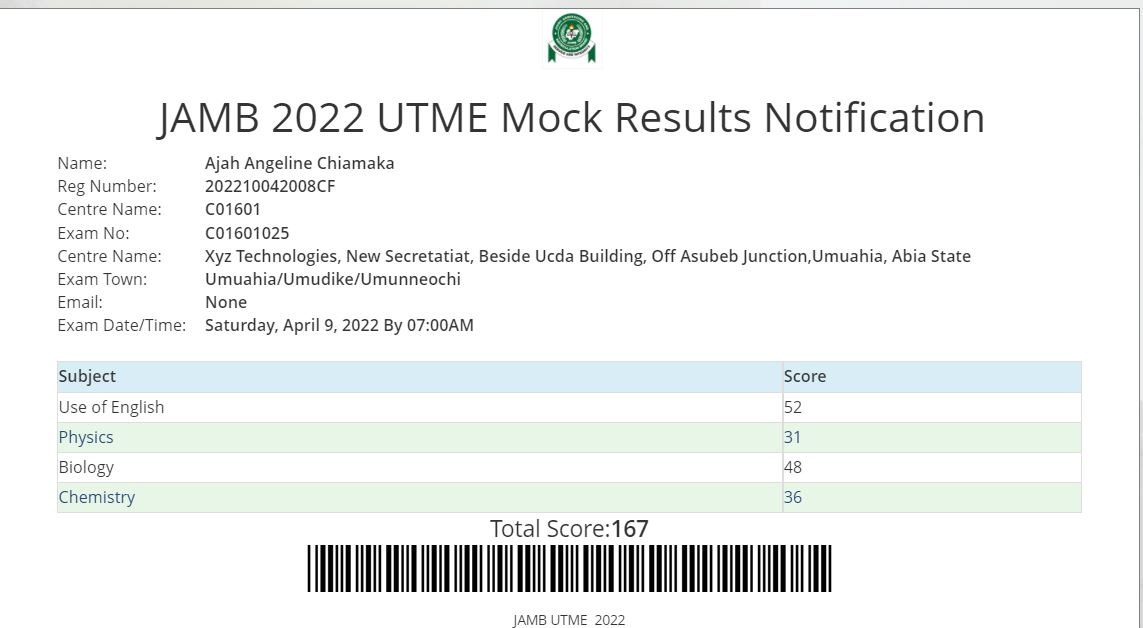 JAMB 2022 UTME Mock Results Notification
Name: Ajah Angeline Chiamaka
Reg Number: 202210042008CF
Centre Name: C01601
Exam No: C01601025
Centre Name: Xyz Technologies, New Secretatiat, Beside Ucda Building, Off Asubeb Junction,Umuahia, Abia State
Exam Town: Umuahia/Umudike/Umunneochi
Email: None
Exam Date/Time: Saturday, April 9, 2022 By 07:00AM
Subject Score
Use of English 52
Physics 31
Biology 48
Chemistry 36
Total Score:167
JAMB UTME 2022